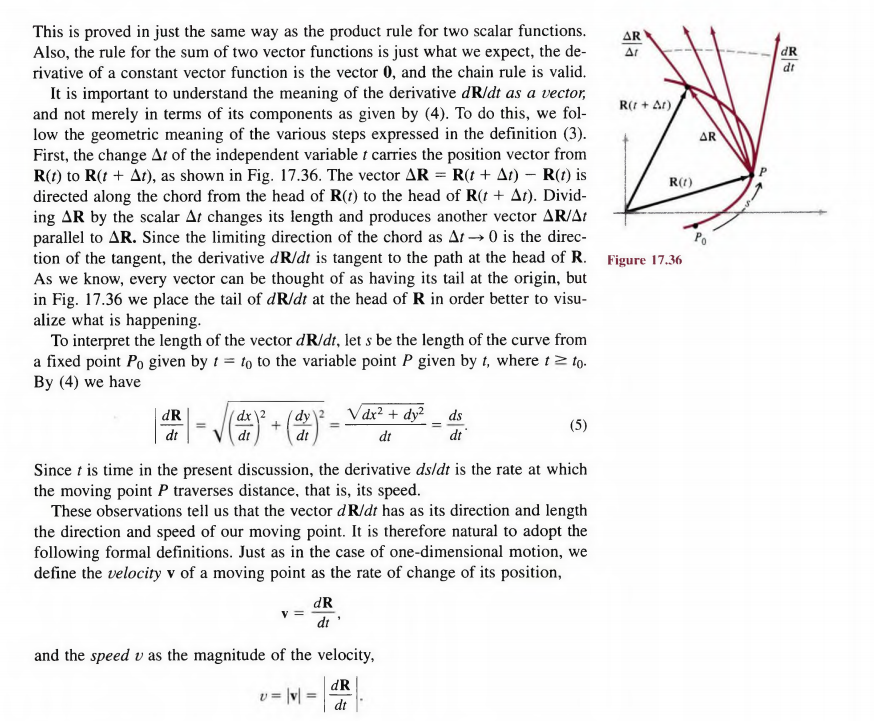 This is proved in just the same way as the product rule for two scalar functions.
Also, the rule for the sum of two vector functions is just what we expect, the de-
rivative of a constant vector function is the vector 0, and the chain rule is valid.
It is important to understand the meaning of the derivative dR/dt as a vector,
and not merely in terms of its components as given by (4). To do this, we fol-
low the geometric meaning of the various steps expressed in the definition (3).
First, the change Δt of the independent variable t carries the position vector from
R(t) to R(t + Δt), as shown in Fig. 17.36. The vector ΔR = R(t + Δt) − R(t) is
directed along the chord from the head of R(t) to the head of R(t + Δt). Divid-
ing ΔR by the scalar Δt changes its length and produces another vector ΔR/Δt
parallel to ΔR. Since the limiting direction of the chord as Δt → 0 is the direc-
tion of the tangent, the derivative dR/dt is tangent to the path at the head of R.
As we know, every vector can be thought of as having its tail at the origin, but
in Fig. 17.36 we place the tail of dR/dt at the head of R in order better to visu-
alize what is happening.
To interpret the length of the vector dR/dt, let s be the length of the curve from
a fixed point P₀ given by t = t₀ to the variable point P given by t, where t ≥ t₀.
By (4) we have
|dR/dt| = √((dx/dt)² + (dy/dt)²) = √(dx² + dy²)/dt = ds/dt. (5)
Since t is time in the present discussion, the derivative ds/dt is the rate at which
the moving point P traverses distance, that is, its speed.
These observations tell us that the vector dR/dt has as its direction and length
the direction and speed of our moving point. It is therefore natural to adopt the
following formal definitions. Just as in the case of one-dimensional motion, we
define the velocity v of a moving point as the rate of change of its position,
v = dR/dt,
and the speed v as the magnitude of the velocity,
v = |v| = |dR/dt|.
ΔR/Δt
dR/dt
R(t + Δt)
ΔR
R(t)
P
s
P₀
Figure 17.36